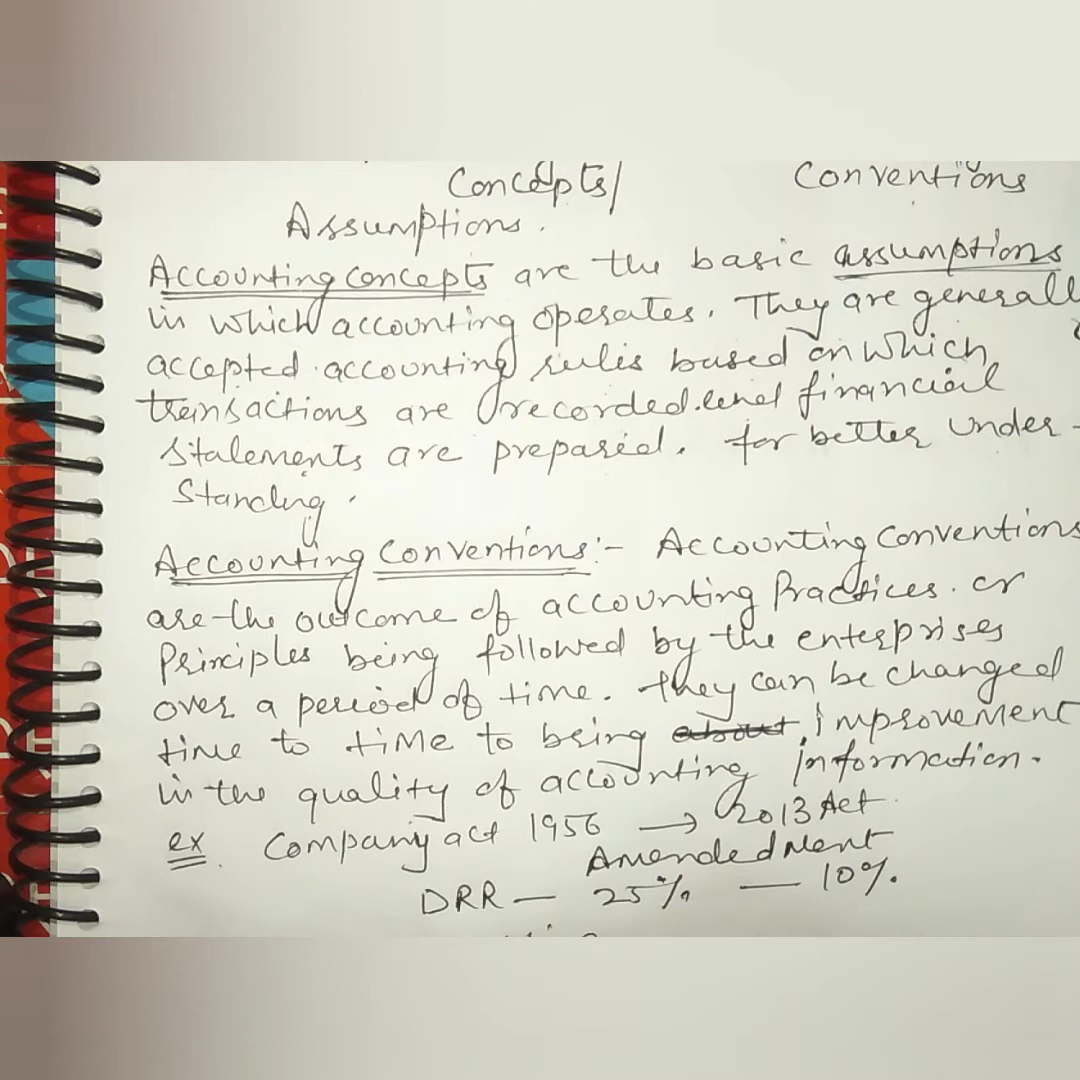 Concepts/ Conventions
Assumptions.
Accounting concepts are the basic assumptions
in which accounting operates. They are generall
accepted accounting rules based on which
transactions are recorded financial
statements are prepared. for better under-
standing.
Accounting Conventions:- Accounting Conventions
are the outcome of accounting Practices. or
Principles being followed by the enterprises
over a period of time. they can be changed
time to time to being improvement
in the quality of accounting information.
ex. Company act 1956 → 2013 Act.
Amendedment
DRR — 25% — 10%.